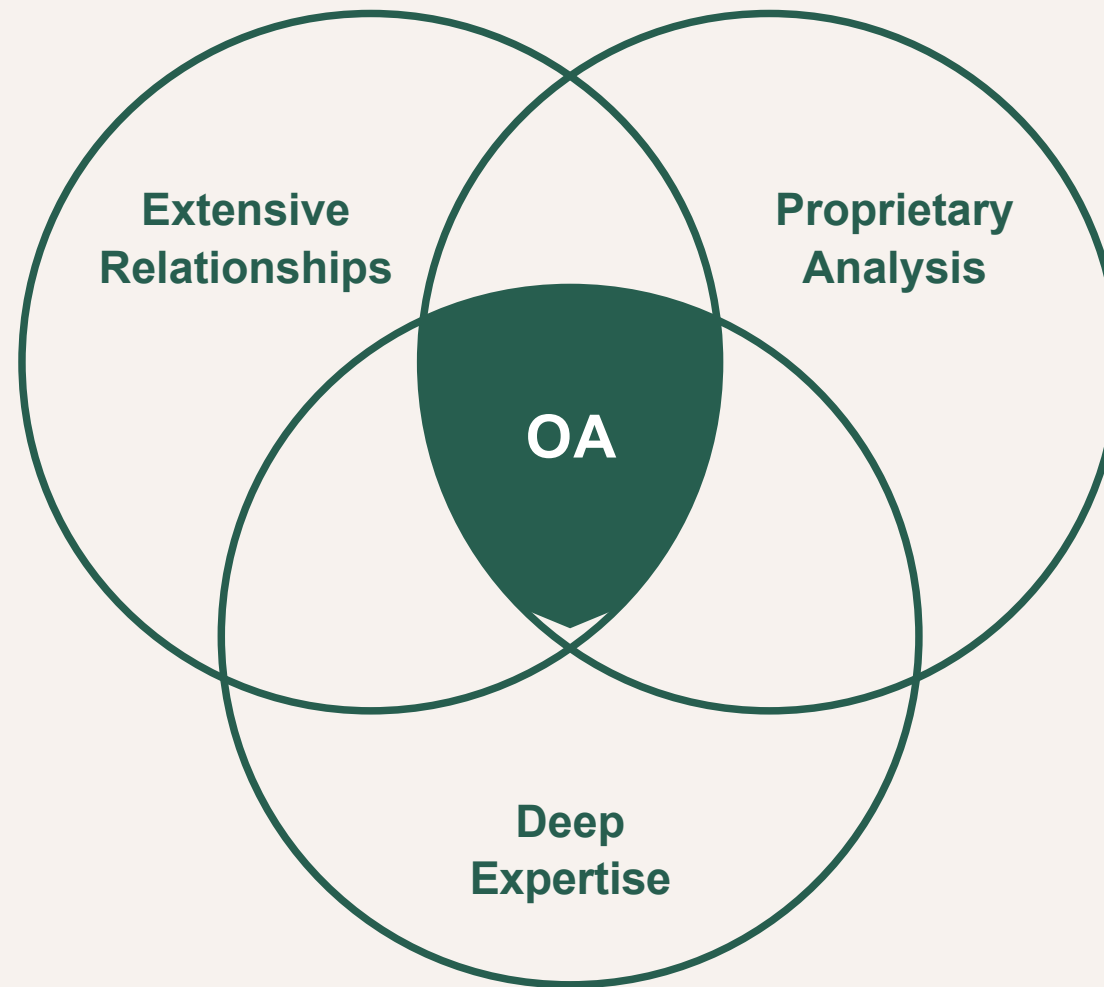 Extensive
Relationships
Proprietary
Analysis
OA
Deep
Expertise